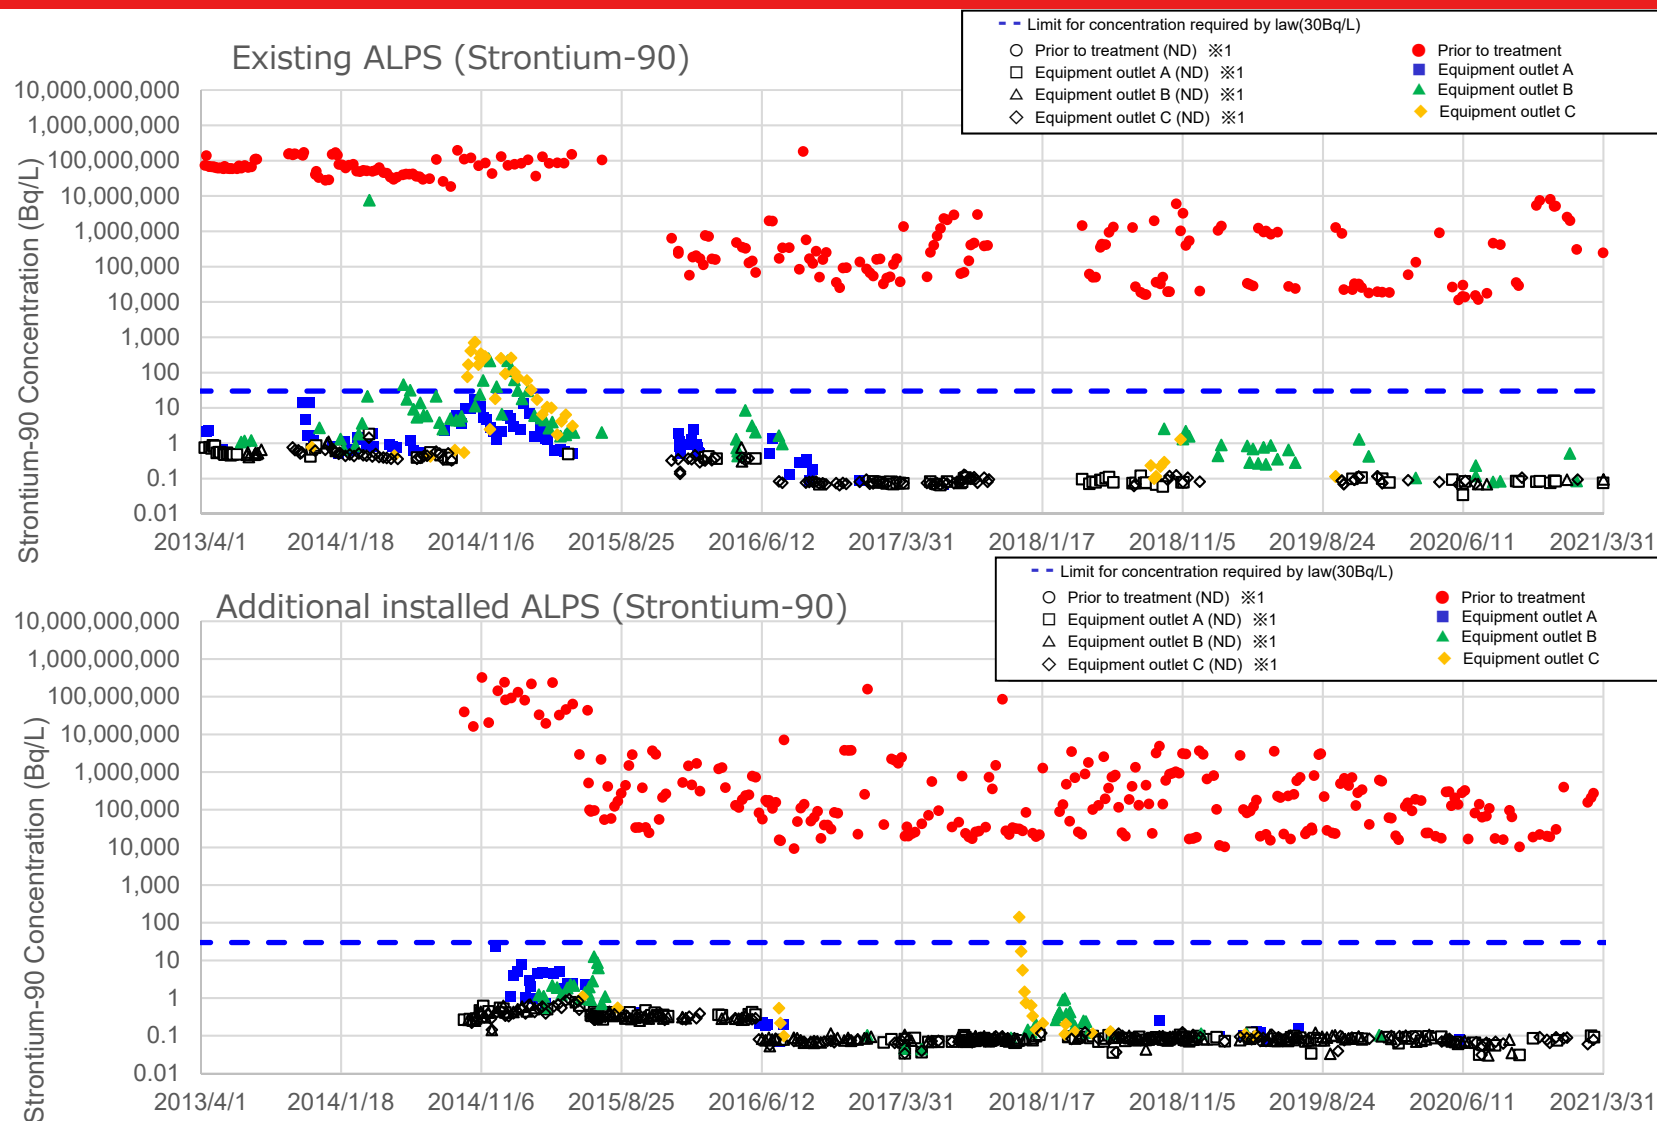 Existing ALPS (Strontium-90)
Limit for concentration required by law(30Bq/L)
Prior to treatment (ND) ※1
Prior to treatment
Equipment outlet A (ND) ※1
Equipment outlet A
Equipment outlet B (ND) ※1
Equipment outlet B
Equipment outlet C (ND) ※1
Equipment outlet C
Strontium-90 Concentration (Bq/L)
10,000,000,000
1,000,000,000
100,000,000
10,000,000
1,000,000
100,000
10,000
1,000
100
10
1
0.1
0.01
2013/4/1 2014/1/18 2014/11/6 2015/8/25 2016/6/12 2017/3/31 2018/1/17 2018/11/5 2019/8/24 2020/6/11 2021/3/31
Additional installed ALPS (Strontium-90)
Limit for concentration required by law(30Bq/L)
Prior to treatment (ND) ※1
Prior to treatment
Equipment outlet A (ND) ※1
Equipment outlet A
Equipment outlet B (ND) ※1
Equipment outlet B
Equipment outlet C (ND) ※1
Equipment outlet C
Strontium-90 Concentration (Bq/L)
10,000,000,000
1,000,000,000
100,000,000
10,000,000
1,000,000
100,000
10,000
1,000
100
10
1
0.1
0.01
2013/4/1 2014/1/18 2014/11/6 2015/8/25 2016/6/12 2017/3/31 2018/1/17 2018/11/5 2019/8/24 2020/6/11 2021/3/31